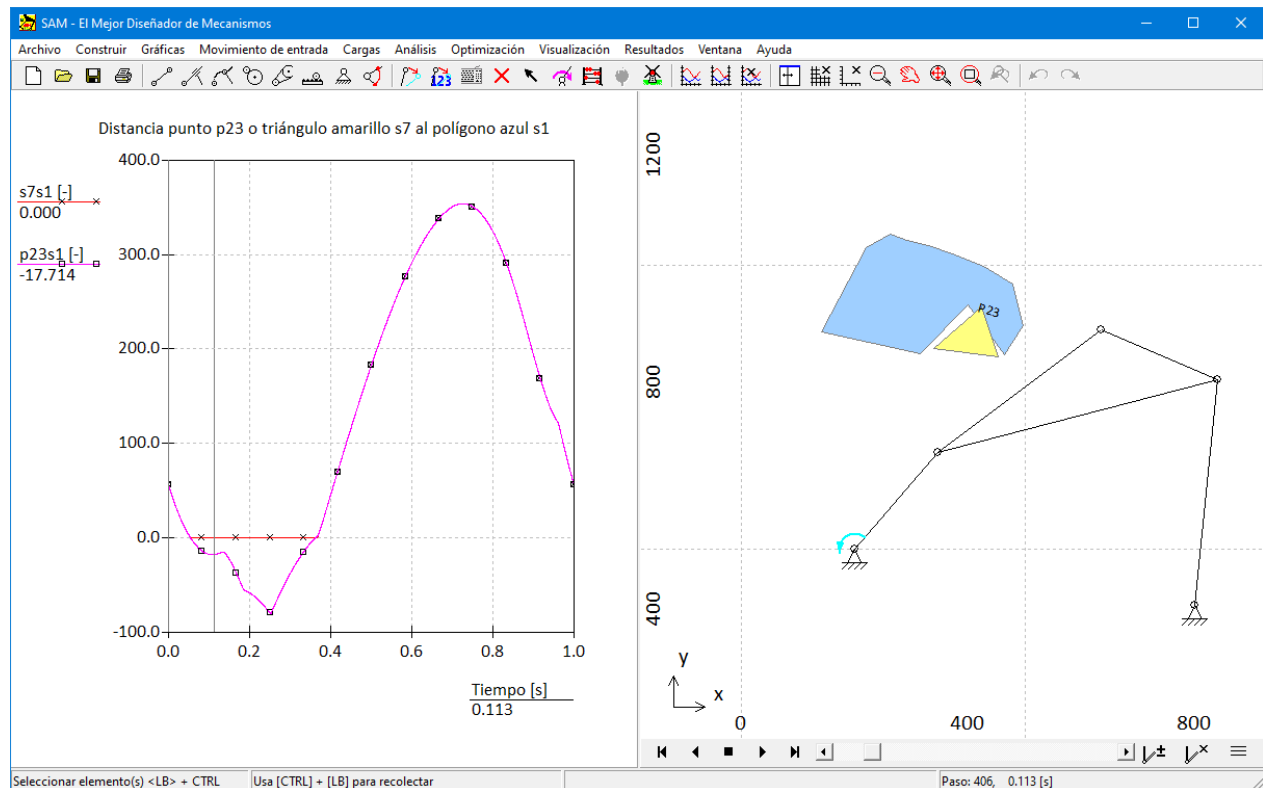 SAM - El Mejor Diseñador de Mecanismos
Archivo Construir Gráficas Movimiento de entrada Cargas Análisis Optimización Visualización Resultados Ventana Ayuda
123
Distancia punto p23 o triángulo amarillo s7 al polígono azul s1
s7s1 [-]
0.000
p23s1 [-]
-17.714
400.0
300.0
200.0
100.0
0.0
-100.0
0.0 0.2 0.4 0.6 0.8 1.0
Tiempo [s]
0.113
1200
800
400
P23
y
x
0 400 800
Seleccionar elemento(s) <LB> + CTRL
Usa [CTRL] + [LB] para recolectar
Paso: 406, 0.113 [s]